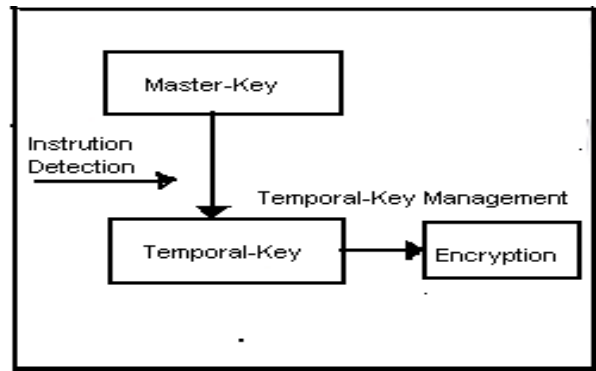 Master-Key
Instrution
Detection
Temporal-Key Management
Temporal-Key
Encryption